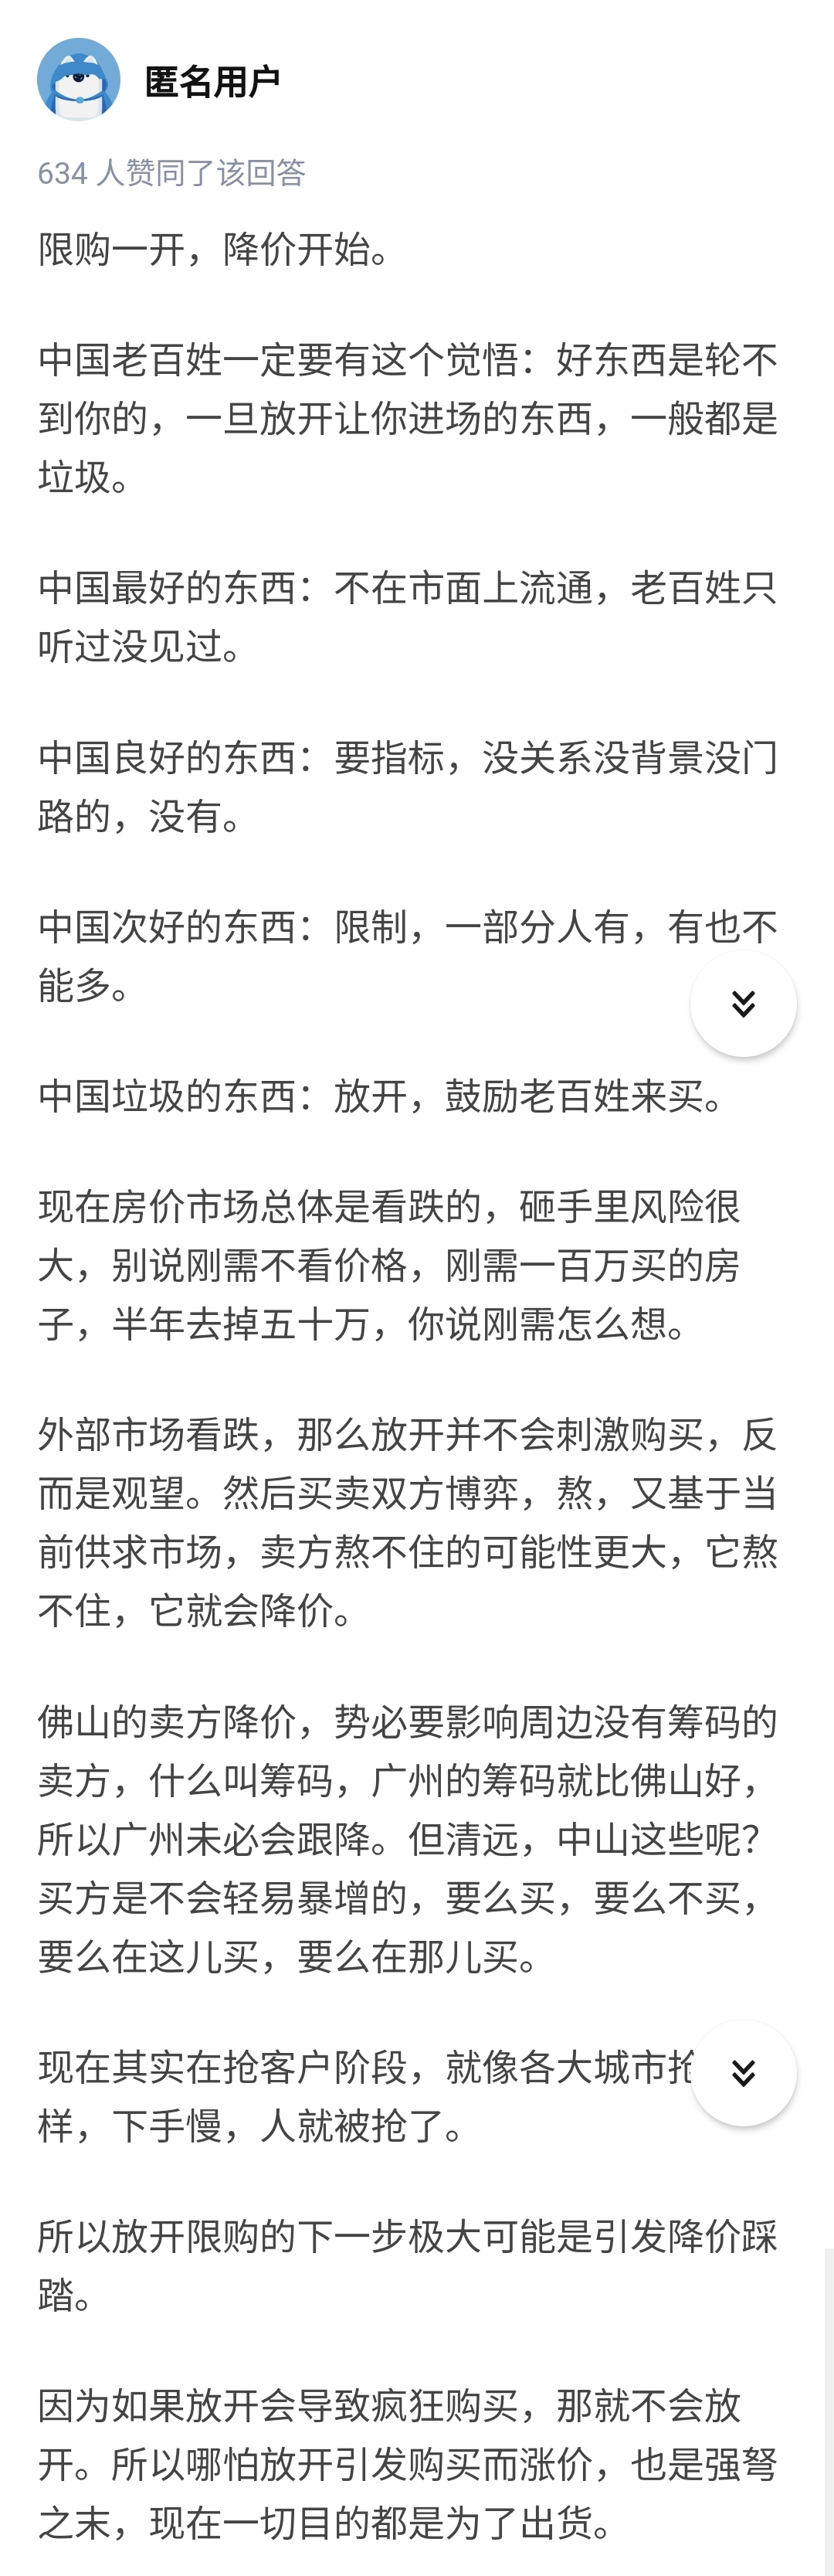 匿名用户
634 人赞同了该回答
限购一开，降价开始。
中国老百姓一定要有这个觉悟：好东西是轮不
到你的，一旦放开让你进场的东西，一般都是
垃圾。
中国最好的东西：不在市面上流通，老百姓只
听过没见过。
中国良好的东西：要指标，没关系没背景没门
路的，没有。
中国次好的东西：限制，一部分人有，有也不
能多。
中国垃圾的东西：放开，鼓励老百姓来买。
现在房价市场总体是看跌的，砸手里风险很
大，别说刚需不看价格，刚需一百万买的房
子，半年去掉五十万，你说刚需怎么想。
外部市场看跌，那么放开并不会刺激购买，反
而是观望。然后买卖双方博弈，熬，又基于当
前供求市场，卖方熬不住的可能性更大，它熬
不住，它就会降价。
佛山的卖方降价，势必要影响周边没有筹码的
卖方，什么叫筹码，广州的筹码就比佛山好，
所以广州未必会跟降。但清远，中山这些呢？
买方是不会轻易暴增的，要么买，要么不买，
要么在这儿买，要么在那儿买。
现在其实在抢客户阶段，就像各大城市抢
样，下手慢，人就被抢了。
所以放开限购的下一步极大可能是引发降价踩
踏。
因为如果放开会导致疯狂购买，那就不会放
开。所以哪怕放开引发购买而涨价，也是强弩
之末，现在一切目的都是为了出货。